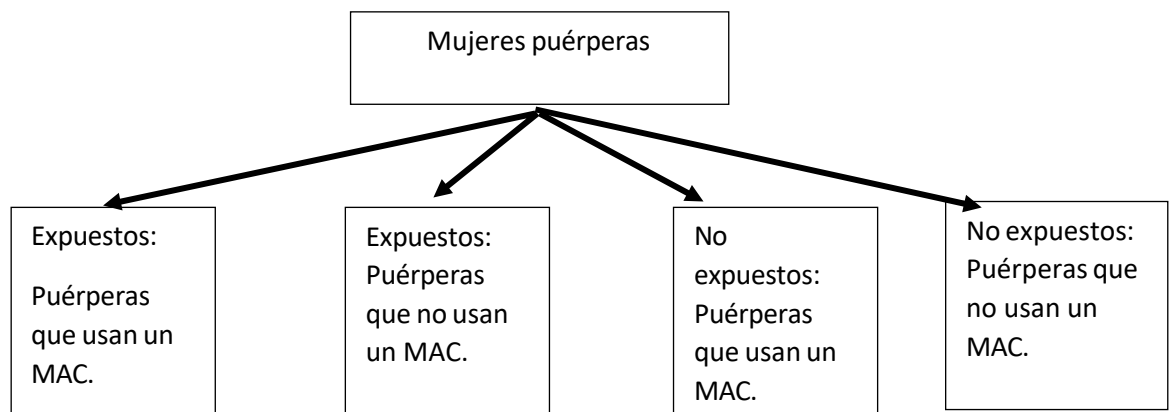 Mujeres puérperas
Expuestos:
Puérperas
que usan un
MAC.
Expuestos:
Puérperas
que no usan
un MAC.
No
expuestos:
Puérperas
que usan un
MAC.
No expuestos:
Puérperas que
no usan un
MAC.